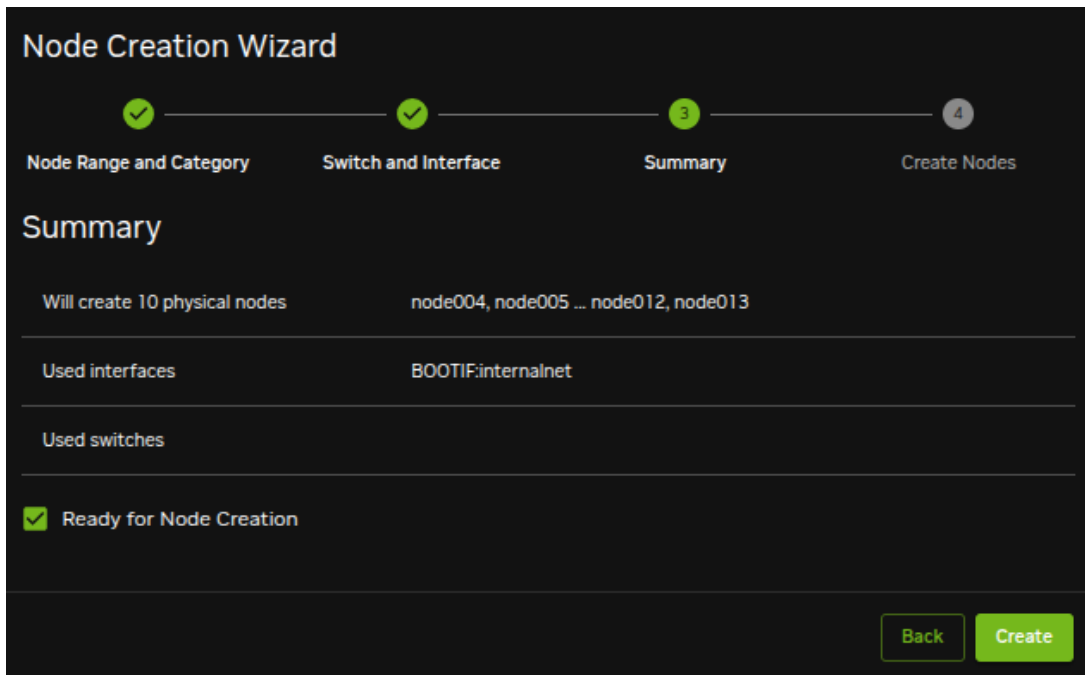 Node Creation Wizard
3
4
Node Range and Category
Switch and Interface
Summary
Create Nodes
Summary
Will create 10 physical nodes
node004, node005 ... node012, node013
Used interfaces
BOOTIF:internalnet
Used switches
Ready for Node Creation
Back
Create